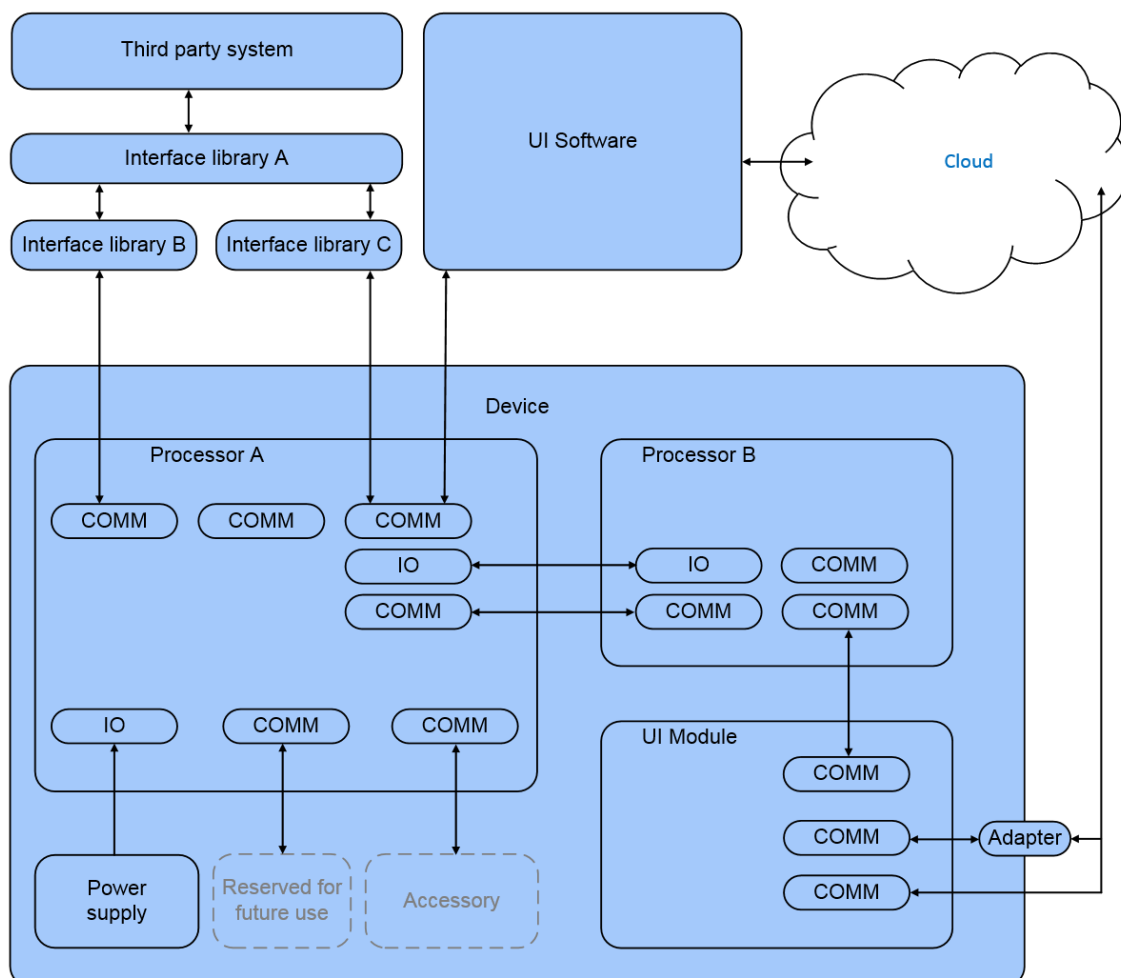 Third party system
UI Software
Interface library A
Cloud
Interface library B
Interface library C
Device
Processor A
Processor B
COMM
COMM
COMM
IO
IO
COMM
COMM
COMM
COMM
IO
COMM
COMM
UI Module
COMM
COMM
Adapter
COMM
Power
supply
Reserved for
future use
Accessory